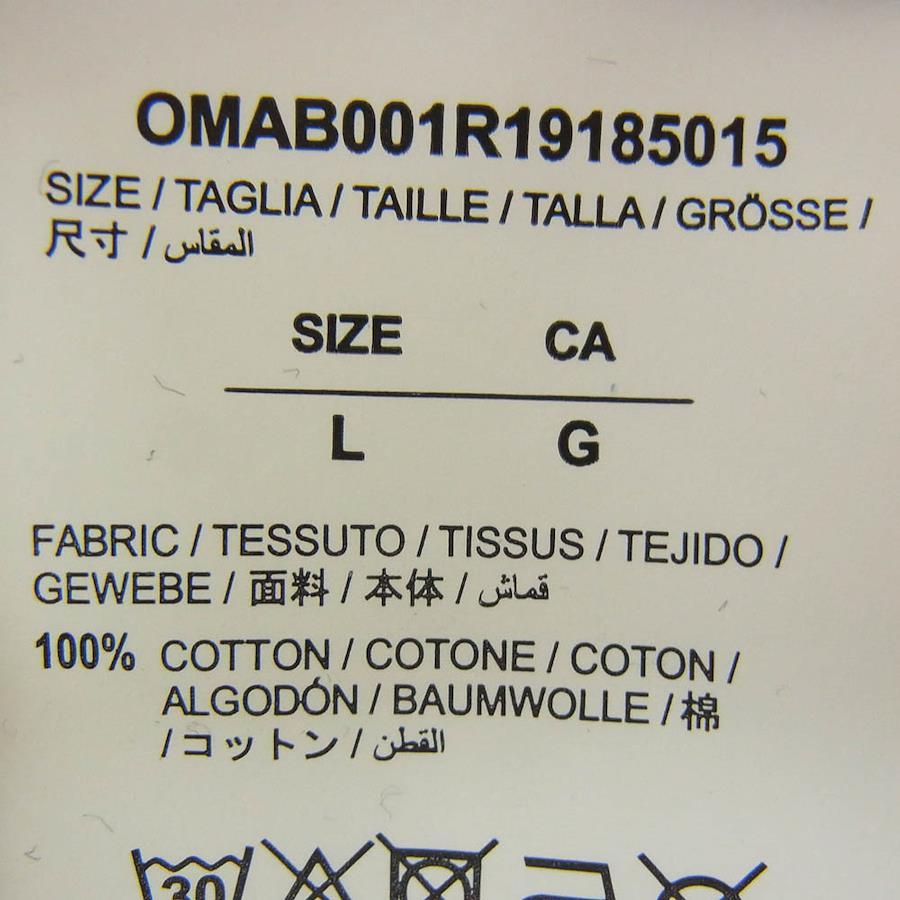 OMAB001R19185015
SIZE / TAGLIA / TAILLE / TALLA / GRÖSSE /
尺寸 / المقاس
SIZE CA
L G
FABRIC / TESSUTO / TISSUS / TEJIDO /
GEWEBE / 面料 / 本体 / قماش
100% COTTON / COTONE / COTON /
ALGODÓN / BAUMWOLLE / 棉
/ コットン / القطن
30